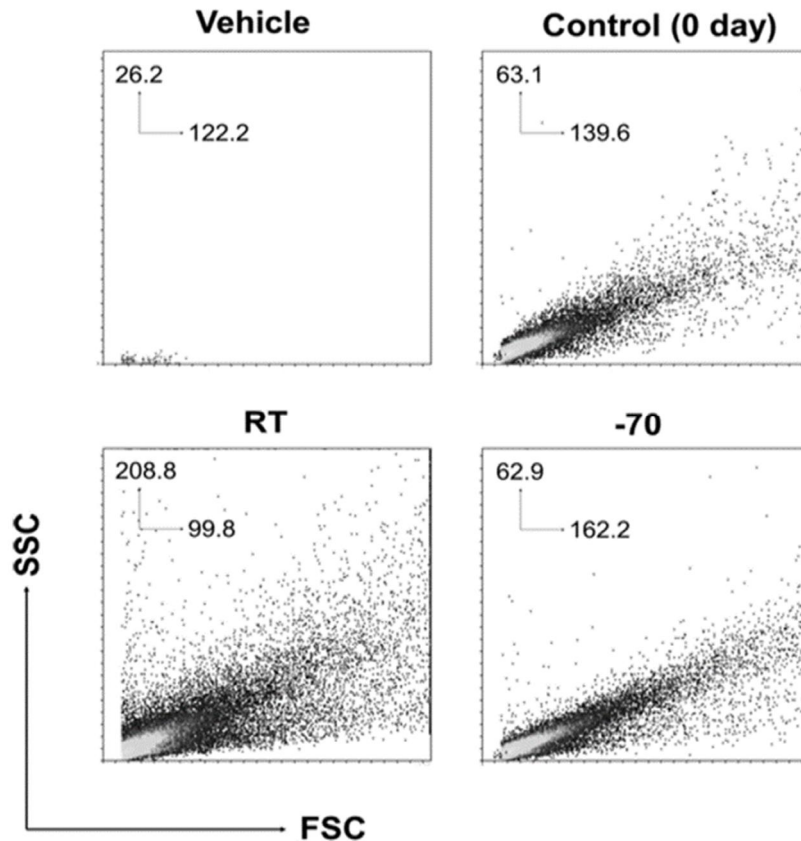 Vehicle
Control (0 day)
26.2
122.2
63.1
139.6
RT
-70
208.8
99.8
62.9
162.2
SSC
FSC